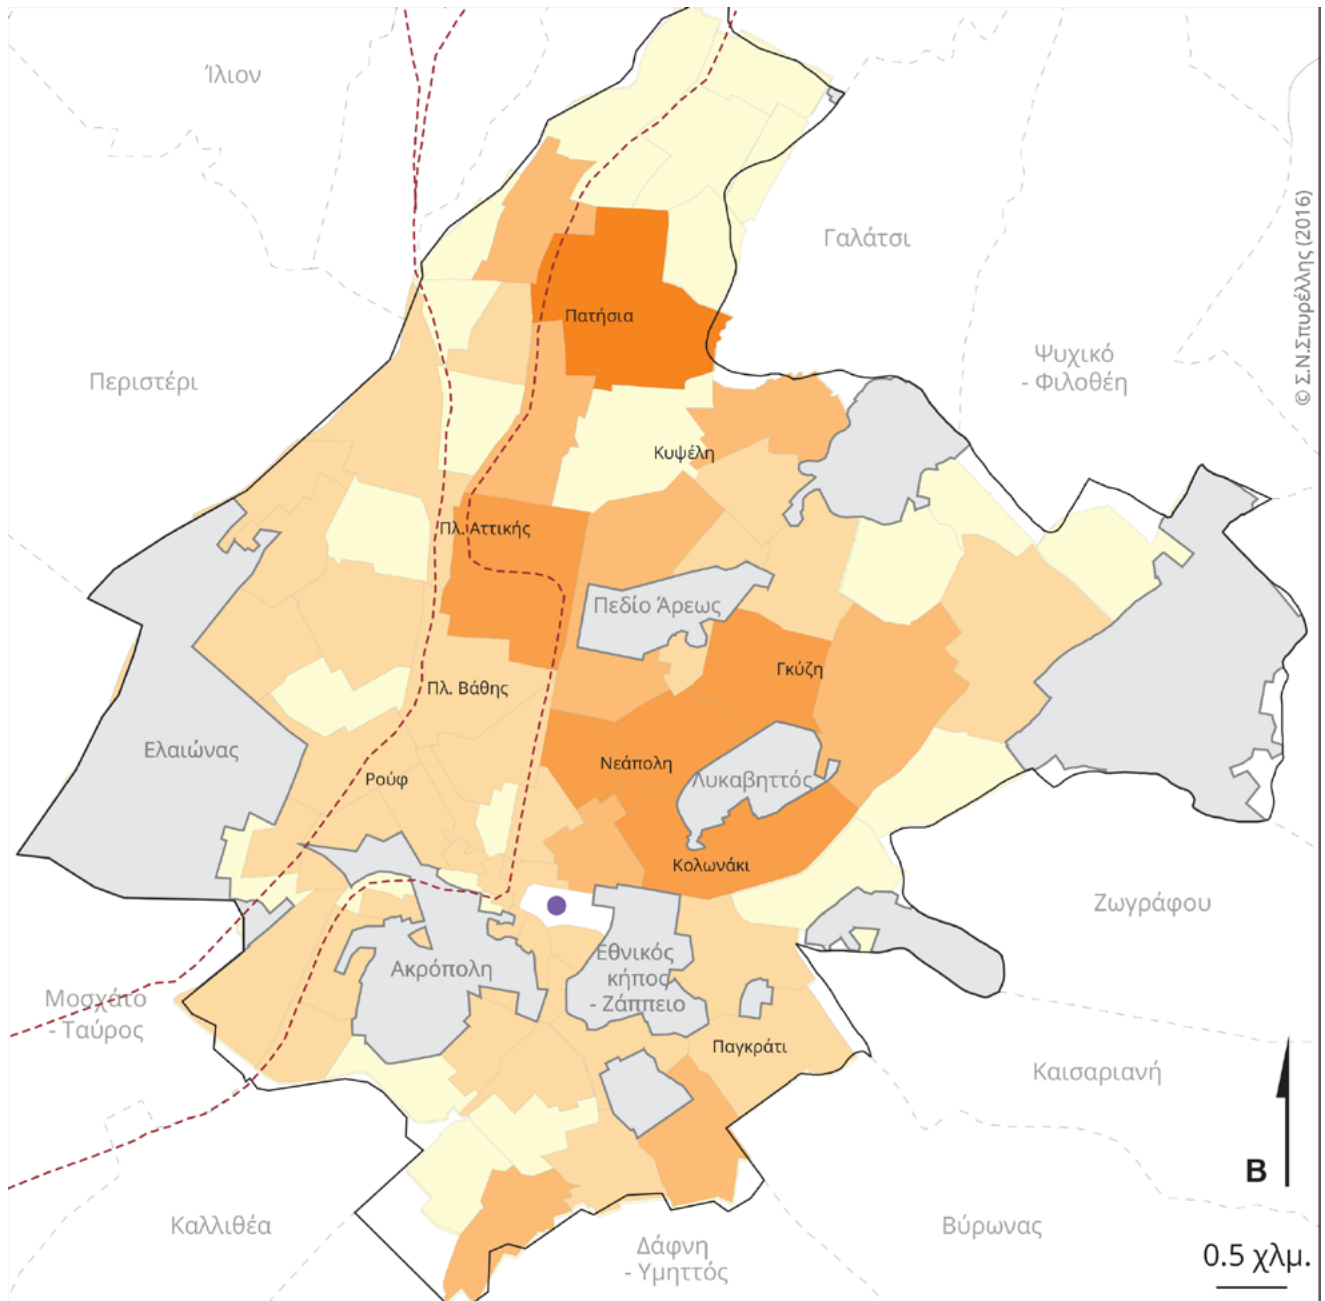 Ίλιον
Γαλάτσι
© Σ.Ν.Σπυρέλλης (2016)
Πατήσια
Ψυχικό
- Φιλοθέη
Περιστέρι
Κυψέλη
Πλ. Αττικής
Πεδίο Άρεως
Γκύζη
Πλ. Βάθης
Ελαιώνας
Νεάπολη
Ρούφ
Λυκαβηττός
Κολωνάκι
Ζωγράφου
Ακρόπολη
Εθνικός
κήπος
- Ζάππειο
Μοσχάτο
- Ταύρος
Παγκράτι
Καισαριανή
Β
Καλλιθέα
Βύρωνας
Δάφνη
- Υμηττός
0.5 χλμ.